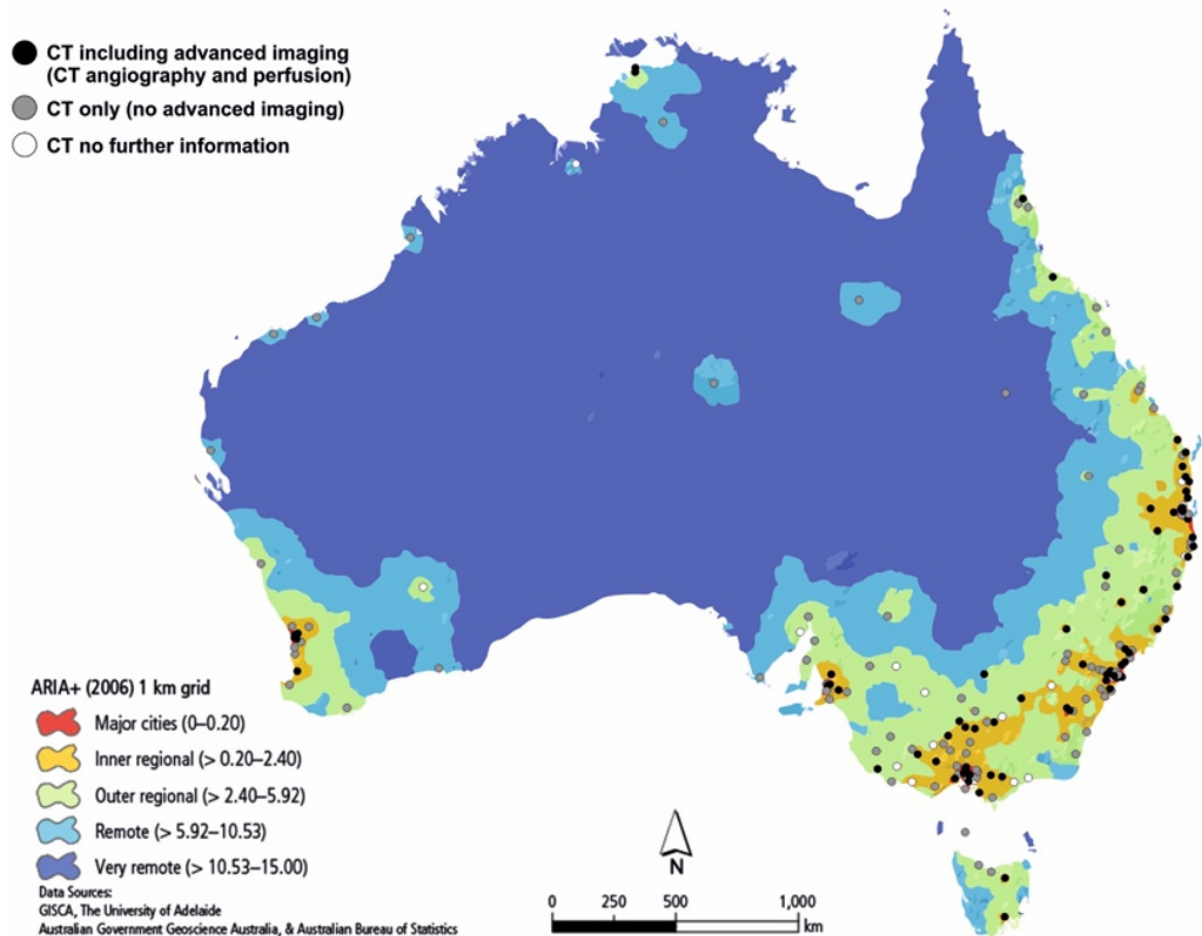 CT including advanced imaging
(CT angiography and perfusion)
CT only (no advanced imaging)
CT no further information
ARIA+ (2006) 1 km grid
Major cities (0–0.20)
Inner regional (> 0.20–2.40)
Outer regional (> 2.40–5.92)
Remote (> 5.92–10.53)
Very remote (> 10.53–15.00)
Data Sources:
GISCA, The University of Adelaide
Australian Government Geoscience Australia, & Australian Bureau of Statistics
N
0 250 500 1,000
km